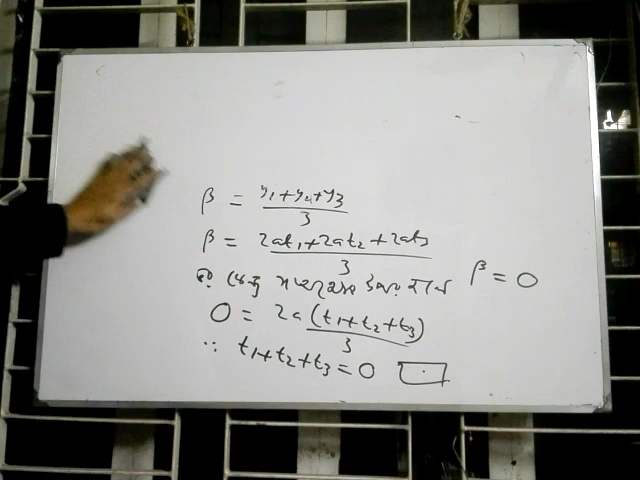 β = y₁+y₂+y₃ / 3
β = 2at₁+2at₂+2at₃ / 3
β = 0
0 = 2a (t₁+t₂+t₃) / 3
∴ t₁+t₂+t₃ = 0